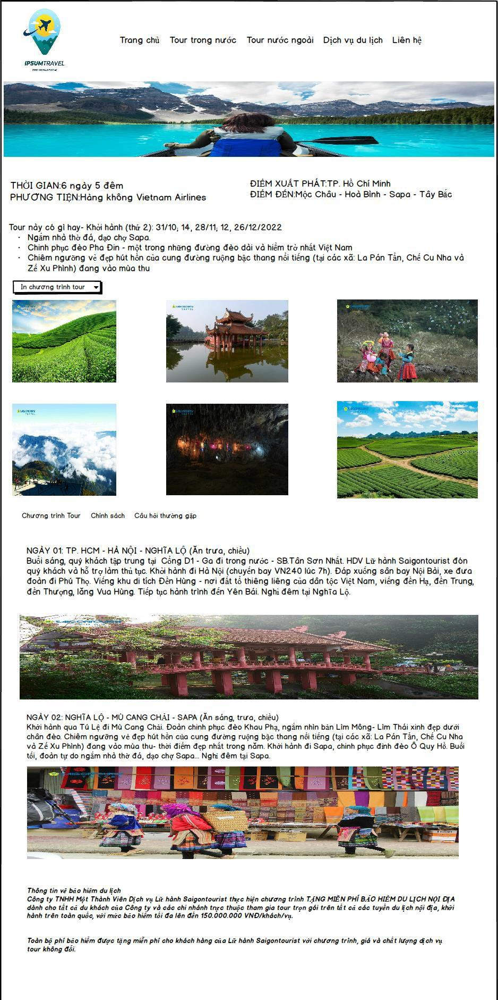 IPSUMTRAVEL
YOUR TRAVEL PARTNER
Trang chủ Tour trong nước Tour nước ngoài Dịch vụ du lịch Liên hệ
THỜI GIAN:6 ngày 5 đêm
PHƯƠNG TIỆN:Hàng không Vietnam Airlines
ĐIỂM XUẤT PHÁT:TP. Hồ Chí Minh
ĐIỂM ĐẾN:Mộc Châu - Hoà Bình - Sapa - Tây Bắc
Tour này có gì hay- Khởi hành (thứ 2): 31/10; 14, 28/11; 12, 26/12/2022
· Ngắm nhà thờ đá, dạo chợ Sapa.
· Chinh phục đèo Pha Đin - một trong những đường đèo dài và hiểm trở nhất Việt Nam
· Chiêm ngưỡng vẻ đẹp hút hồn của cung đường ruộng bậc thang nổi tiếng (tại các xã: La Pán Tẩn, Chế Cu Nha và
Zế Xu Phình) đang vào mùa thu
In chương trình tour
SAIGONTOURIST
TRAVEL
SAIGONTOURIST
TRAVEL
SAIGONTOURIST
TRAVEL
SAIGONTOURIST
TRAVEL
SAIGONTOURIST
TRAVEL
SAIGONTOURIST
TRAVEL
Chương trình Tour Chính sách Câu hỏi thường gặp
NGÀY 01: TP. HCM - HÀ NỘI - NGHĨA LỘ (Ăn trưa, chiều)
Buổi sáng, quý khách tập trung tại Cổng D1 - Ga đi trong nước - SB.Tân Sơn Nhất. HDV Lữ hành Saigontourist đón
quý khách và hỗ trợ làm thủ tục. Khởi hành đi Hà Nội (chuyến bay VN240 lúc 7h). Đáp xuống sân bay Nội Bài, xe đưa
đoàn đi Phú Thọ. Viếng khu di tích Đền Hùng - nơi đất tổ thiêng liêng của dân tộc Việt Nam, viếng đền Hạ, đền Trung,
đền Thượng, lăng Vua Hùng. Tiếp tục hành trình đến Yên Bái. Nghỉ đêm tại Nghĩa Lộ.
SAIGONTOURIST
TRAVEL
NGÀY 02: NGHĨA LỘ - MÙ CANG CHẢI - SAPA (Ăn sáng, trưa, chiều)
Khởi hành qua Tú Lệ đi Mù Cang Chải. Đoàn chinh phục đèo Khau Phạ, ngắm nhìn bản Lìm Mông- Lìm Thái xinh đẹp dưới
chân đèo. Chiêm ngưỡng vẻ đẹp hút hồn của cung đường ruộng bậc thang nổi tiếng (tại các xã: La Pán Tẩn, Chế Cu Nha
và Zế Xu Phình) đang vào mùa thu- thời điểm đẹp nhất trong năm. Khởi hành đi Sapa, chinh phục đỉnh đèo Ô Quy Hồ. Buổi
tối, đoàn tự do ngắm nhà thờ đá, dạo chợ Sapa... Nghỉ đêm tại Sapa.
SAIGONTOURIST
Thông tin về bảo hiểm du lịch
Công ty TNHH Một Thành Viên Dịch vụ Lữ hành Saigontourist thực hiện chương trình TẶNG MIỄN PHÍ BẢO HIỂM DU LỊCH NỘI ĐỊA
dành cho tất cả du khách của Công ty và các chi nhánh trực thuộc tham gia tour trọn gói trên tất cả các tuyến du lịch nội địa, khởi
hành trên toàn quốc, với mức bảo hiểm tối đa lên đến 150.000.000 VNĐ/khách/vụ.
Toàn bộ phí bảo hiểm được tặng miễn phí cho khách hàng của Lữ hành Saigontourist với chương trình, giá và chất lượng dịch vụ
tour không đổi.